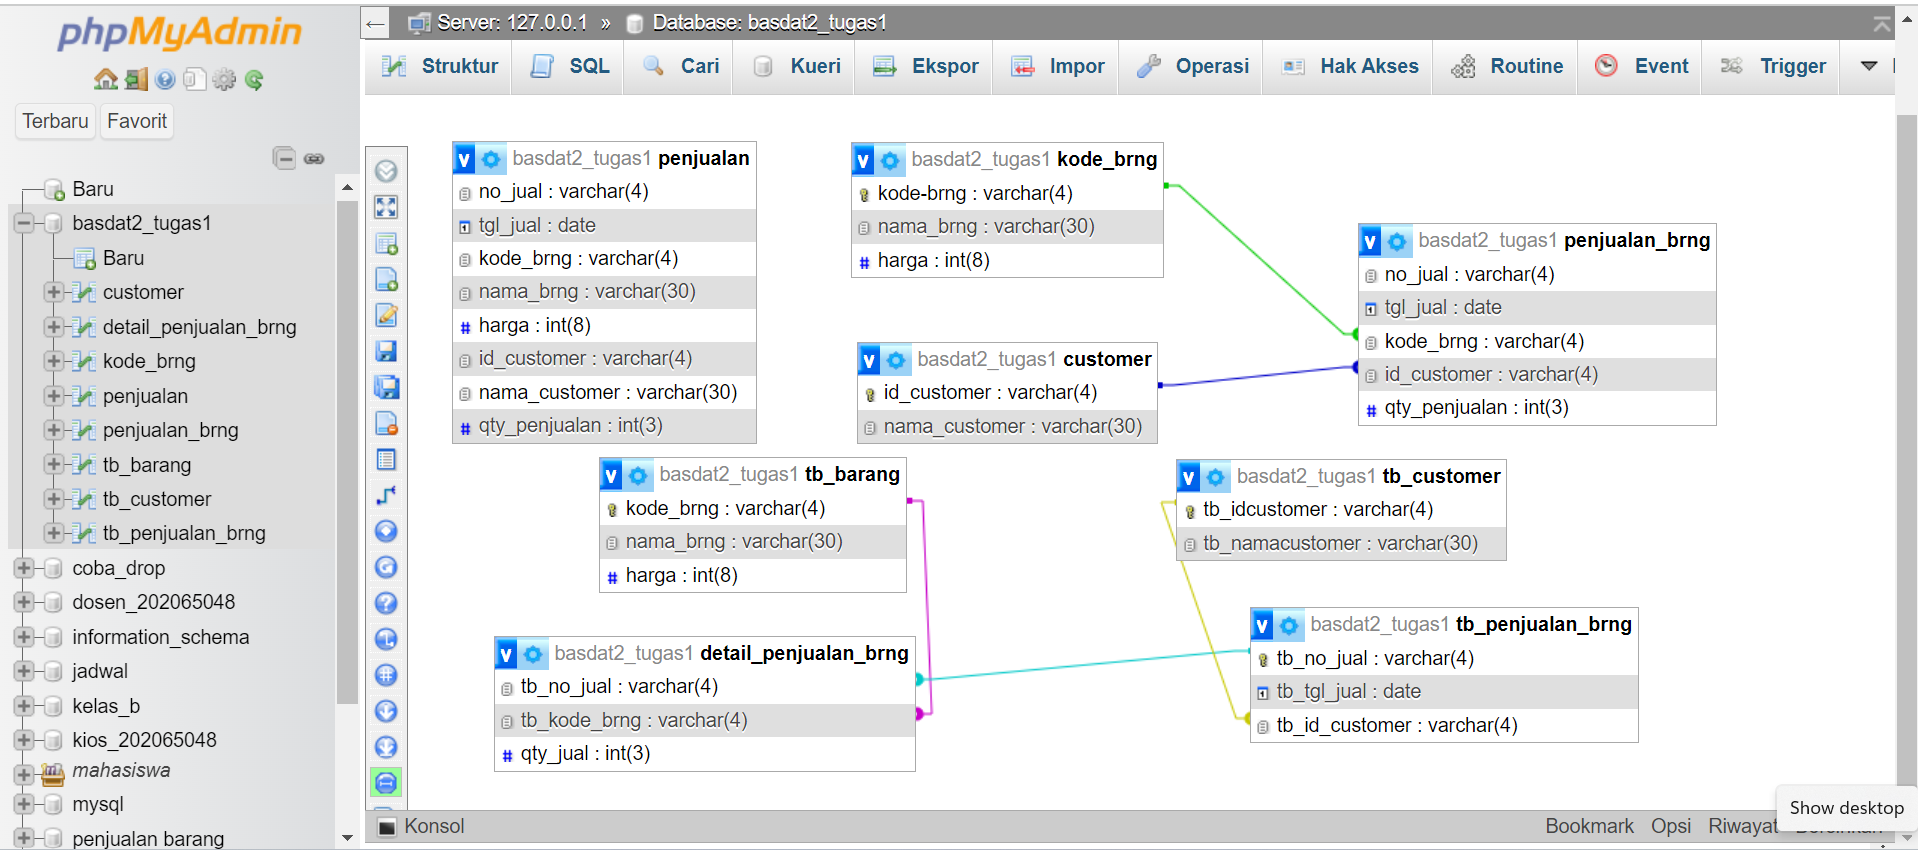 phpMyAdmin
Terbaru Favorit
Baru
basdat2_tugas1
Baru
customer
detail_penjualan_brng
kode_brng
penjualan
penjualan_brng
tb_barang
tb_customer
tb_penjualan_brng
coba_drop
dosen_202065048
information_schema
jadwal
kelas_b
kios_202065048
mahasiswa
mysql
penjualan barang
Server: 127.0.0.1 » Database: basdat2_tugas1
Struktur SQL Cari Kueri Ekspor Impor Operasi Hak Akses Routine Event Trigger
v basdat2_tugas1 penjualan
no_jual : varchar(4)
tgl_jual : date
kode_brng : varchar(4)
nama_brng : varchar(30)
# harga : int(8)
id_customer : varchar(4)
nama_customer : varchar(30)
# qty_penjualan : int(3)
v basdat2_tugas1 kode_brng
kode-brng : varchar(4)
nama_brng : varchar(30)
# harga : int(8)
v basdat2_tugas1 penjualan_brng
no_jual : varchar(4)
tgl_jual : date
kode_brng : varchar(4)
id_customer : varchar(4)
# qty_penjualan : int(3)
v basdat2_tugas1 customer
id_customer : varchar(4)
nama_customer : varchar(30)
v basdat2_tugas1 tb_barang
kode_brng : varchar(4)
nama_brng : varchar(30)
# harga : int(8)
v basdat2_tugas1 tb_customer
tb_idcustomer : varchar(4)
tb_namacustomer : varchar(30)
v basdat2_tugas1 detail_penjualan_brng
tb_no_jual : varchar(4)
tb_kode_brng : varchar(4)
# qty_jual : int(3)
v basdat2_tugas1 tb_penjualan_brng
tb_no_jual : varchar(4)
tb_tgl_jual : date
tb_id_customer : varchar(4)
Show desktop
Konsol Bookmark Opsi Riwayat